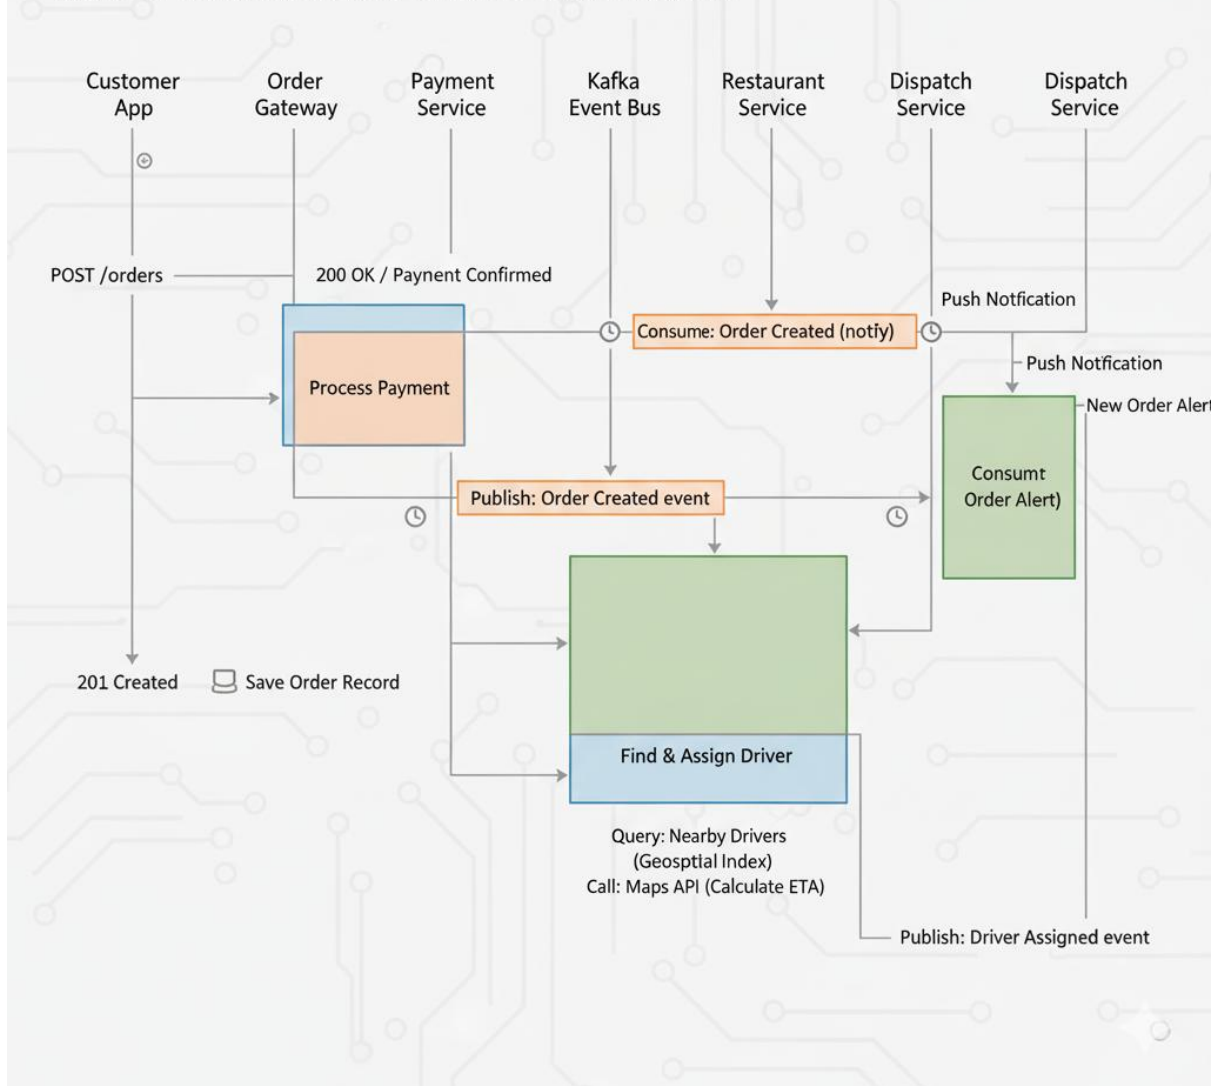 Customer
App
Order
Gateway
Payment
Service
Kafka
Event Bus
Restaurant
Service
Dispatch
Service
Dispatch
Service
POST /orders
200 OK / Paynent Confirmed
Push Notfication
Consume: Order Created (notify)
Push Notfication
Process Payment
New Order Alert
Consumt
Order Alert)
Publish: Order Created event
201 Created
Save Order Record
Find & Assign Driver
Query: Nearby Drivers
(Geosptial Index)
Call: Maps API (Calculate ETA)
Publish: Driver Assigned event